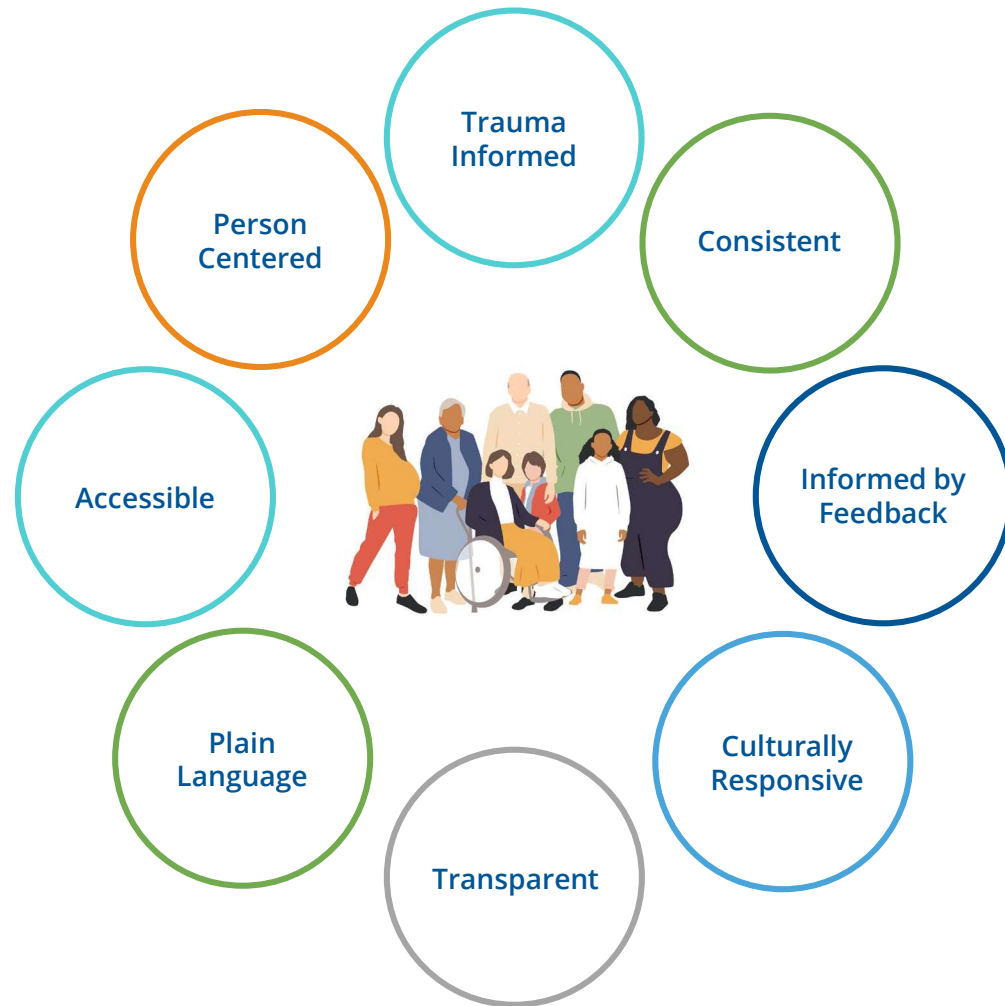 Trauma
Informed
Person
Centered
Consistent
Accessible
Informed by
Feedback
Plain
Language
Culturally
Responsive
Transparent